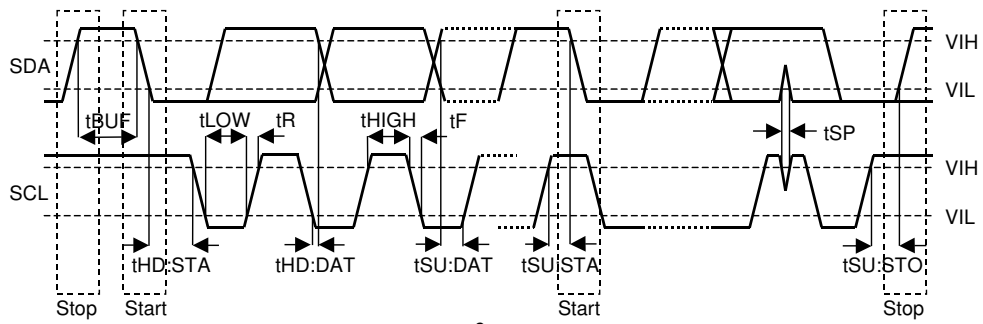 VIH
SDA
VIL
tBUF tLOW tR tHIGH tF
tSP
VIH
SCL
VIL
tHD:STA tHD:DAT tSU:DAT tSU:STA tSU:STO
Stop Start Start Stop